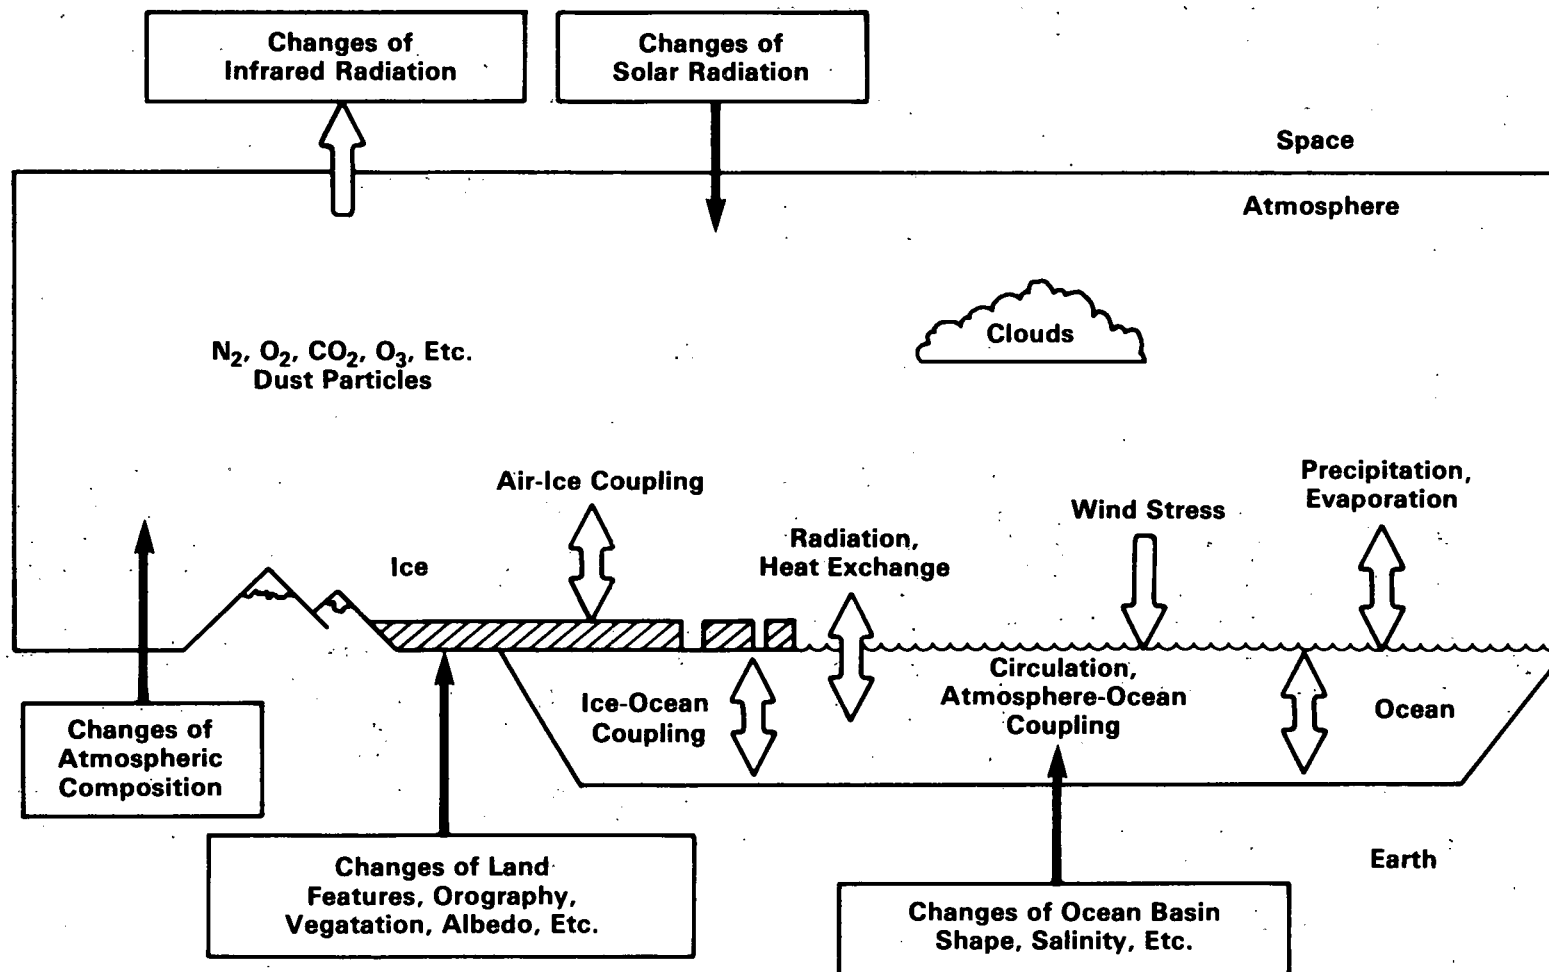 Changes of
Infrared Radiation
Changes of
Solar Radiation
Space
Atmosphere
Clouds
N₂, O₂, CO₂, O₃, Etc.
Dust Particles
Air-Ice Coupling
Precipitation,
Evaporation
Wind Stress
Radiation,
Heat Exchange
Ice
Circulation,
Atmosphere-Ocean
Coupling
Ice-Ocean
Coupling
Ocean
Changes of
Atmospheric
Composition
Changes of Land
Features, Orography,
Vegatation, Albedo, Etc.
Earth
Changes of Ocean Basin
Shape, Salinity, Etc.